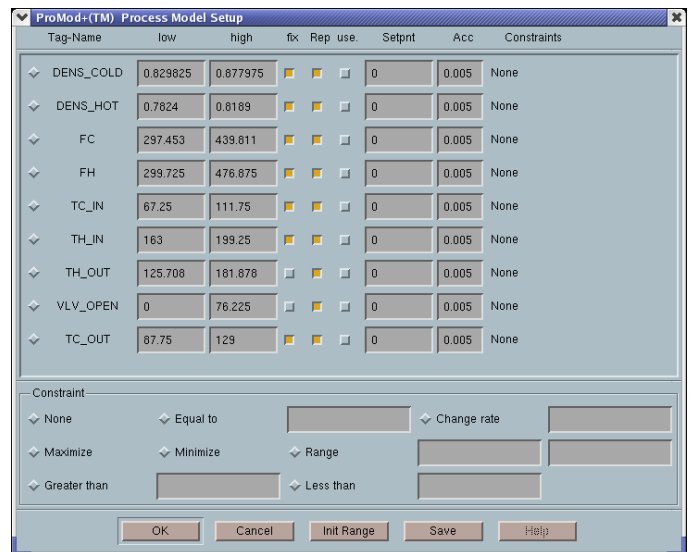 ProMod+(TM) Process Model Setup
Tag-Name low high fix Rep use. Setpnt Acc Constraints
DENS_COLD 0.829825 0.877975 0 0.005 None
DENS_HOT 0.7824 0.8189 0 0.005 None
FC 297.453 439.811 0 0.005 None
FH 299.725 476.875 0 0.005 None
TC_IN 67.25 111.75 0 0.005 None
TH_IN 163 199.25 0 0.005 None
TH_OUT 125.708 181.878 0 0.005 None
VLV_OPEN 0 76.225 0 0.005 None
TC_OUT 87.75 129 0 0.005 None
Constraint
None Equal to Change rate
Maximize Minimize Range
Greater than Less than
OK Cancel Init Range Save Help